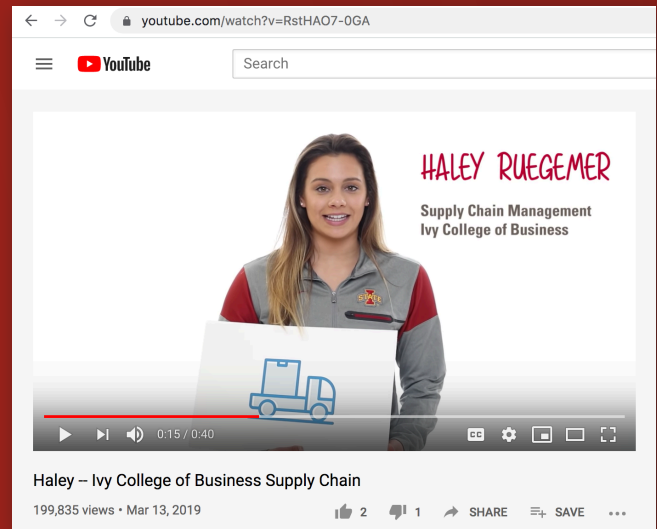 youtube.com/watch?v=RstHAO7-0GA
YouTube
Search
HALEY RUEGEMER
Supply Chain Management
Ivy College of Business
STATE
0:15 / 0:40
CC
Haley -- Ivy College of Business Supply Chain
199,835 views • Mar 13, 2019
2
1
SHARE
SAVE